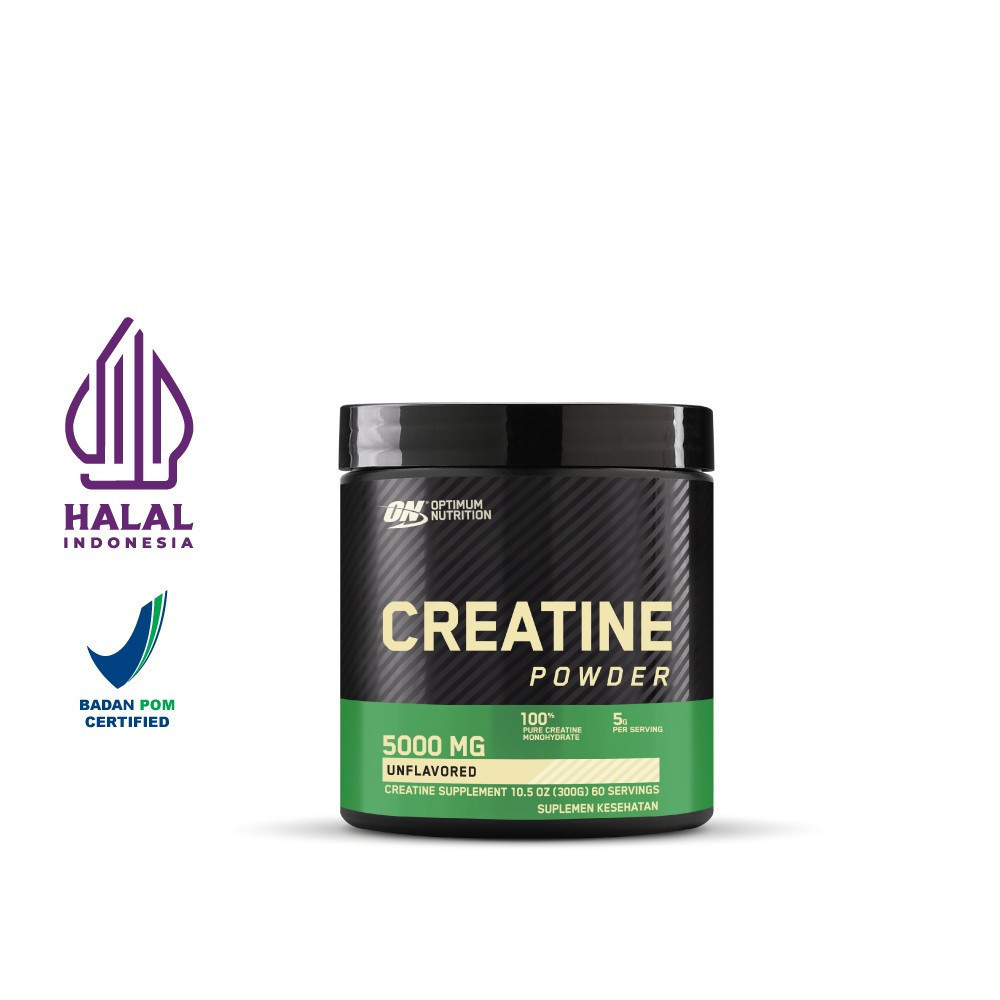 HALAL
INDONESIA
BADAN POM
CERTIFIED
ON OPTIMUM
NUTRITION
CREATINE
POWDER
100% PURE CREATINE
MONOHYDRATE
5G PER SERVING
5000 MG
UNFLAVORED
CREATINE SUPPLEMENT 10.5 OZ (300G) 60 SERVINGS
SUPLEMEN KESEHATAN